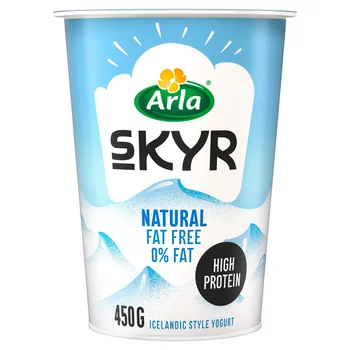 Arla
SKYR
NATURAL
FAT FREE
0% FAT
HIGH
PROTEIN
450G ICELANDIC STYLE YOGURT